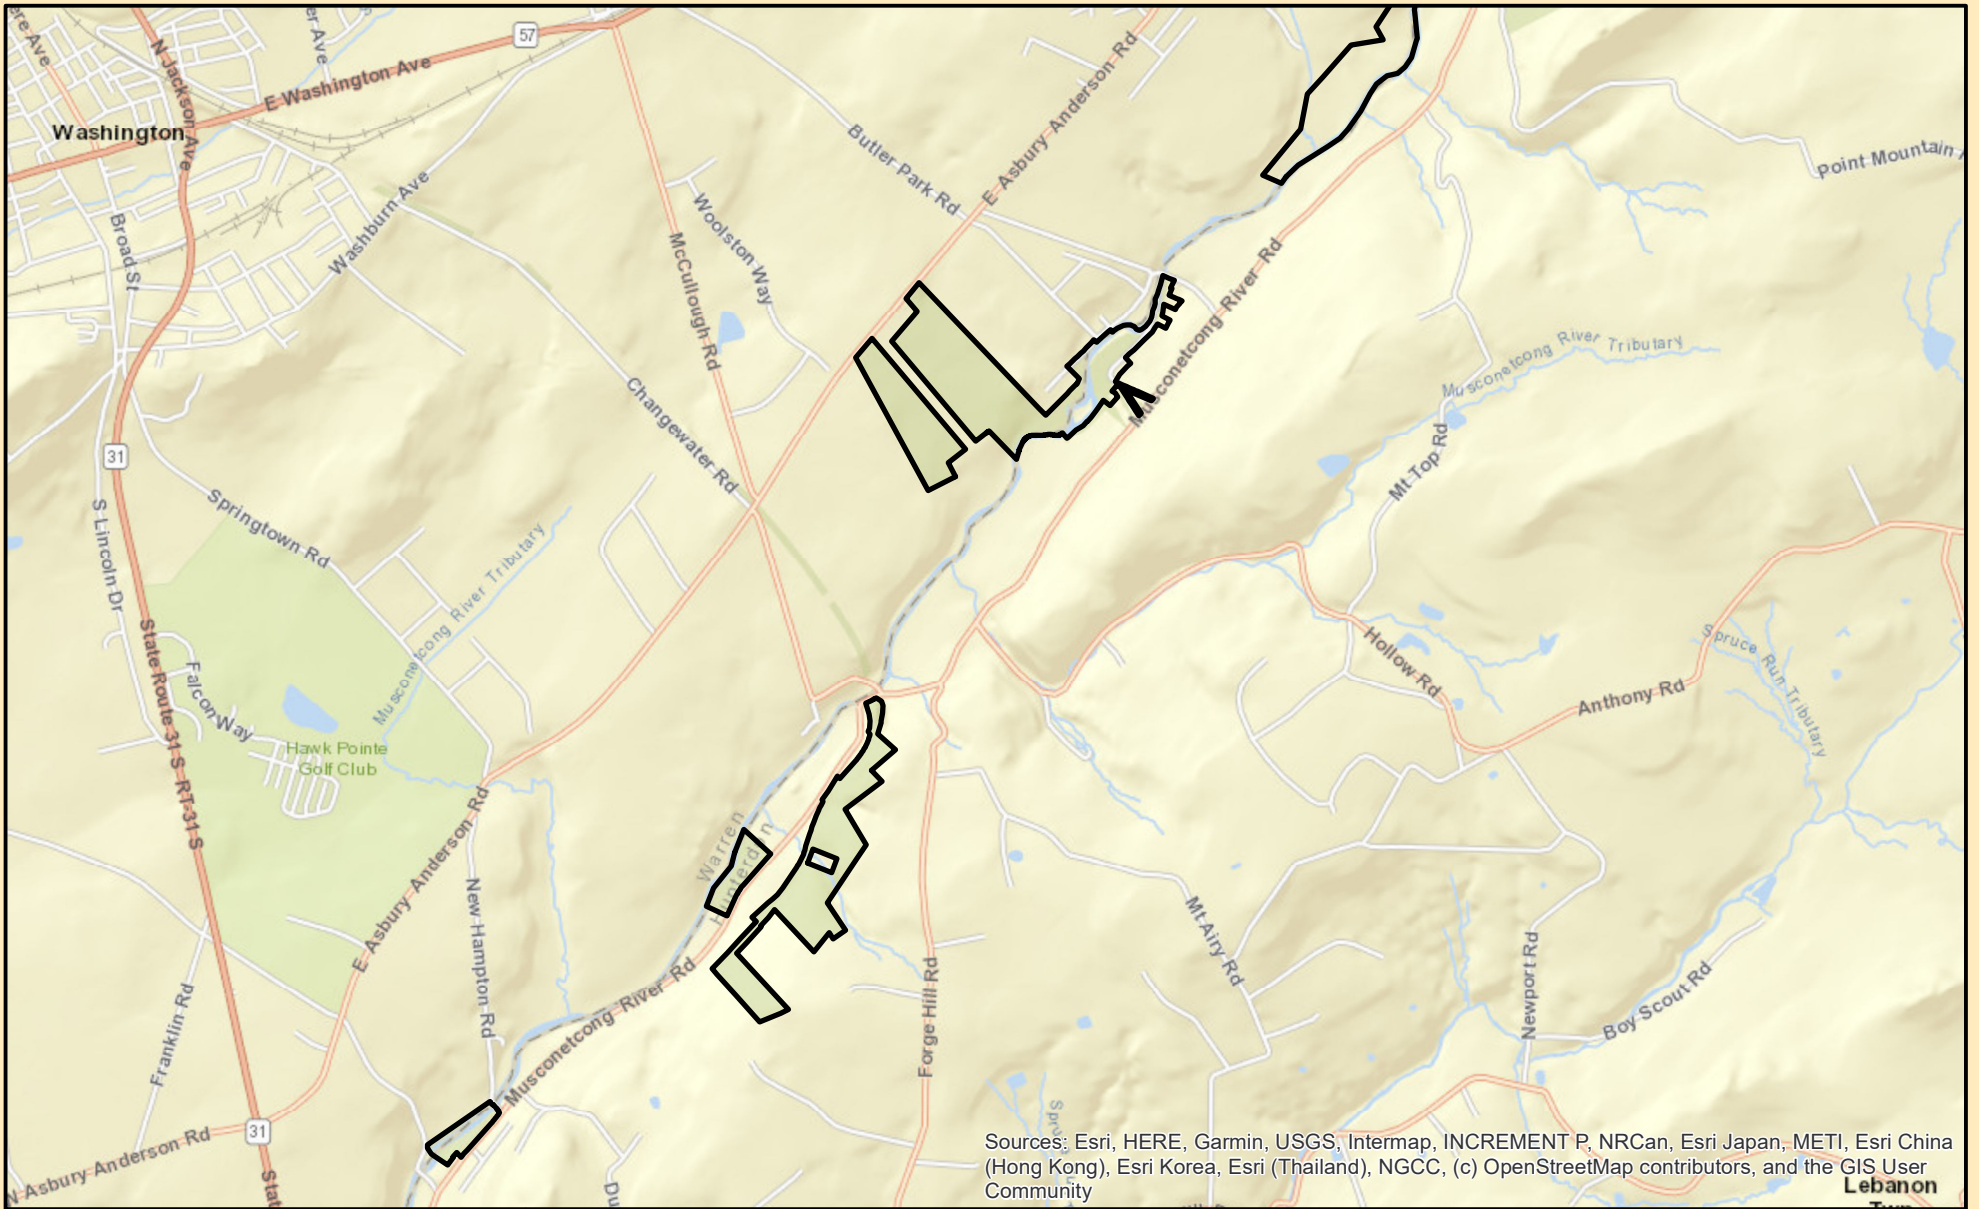 57
N Jackson Ave
E Washington Ave
Washington
Broad St
Washburn Ave
Butler Park Rd
E Asbury Anderson Rd
Point Mountain
Woolston Way
McCullough Rd
Musconetcong River Rd
Musconetcong River Tributary
Changewater Rd
Mt Top Rd
31
S Lincoln Dr
Springtown Rd
Musconetcong River Tributary
State Route 31 S RT-31 S
Falcon Way
Hawk Pointe
Golf Club
Hollow Rd
Anthony Rd
Spruce Run Tributary
Warren
Hunterdon
E Asbury Anderson Rd
New Hampton Rd
Franklin Rd
Musconetcong River Rd
Forge Hill Rd
Mt Airy Rd
Newport Rd
Boy Scout Rd
31
N Asbury Anderson Rd
Sources: Esri, HERE, Garmin, USGS, Intermap, INCREMENT P, NRCan, Esri Japan, METI, Esri China
(Hong Kong), Esri Korea, Esri (Thailand), NGCC, (c) OpenStreetMap contributors, and the GIS User
Community
Lebanon